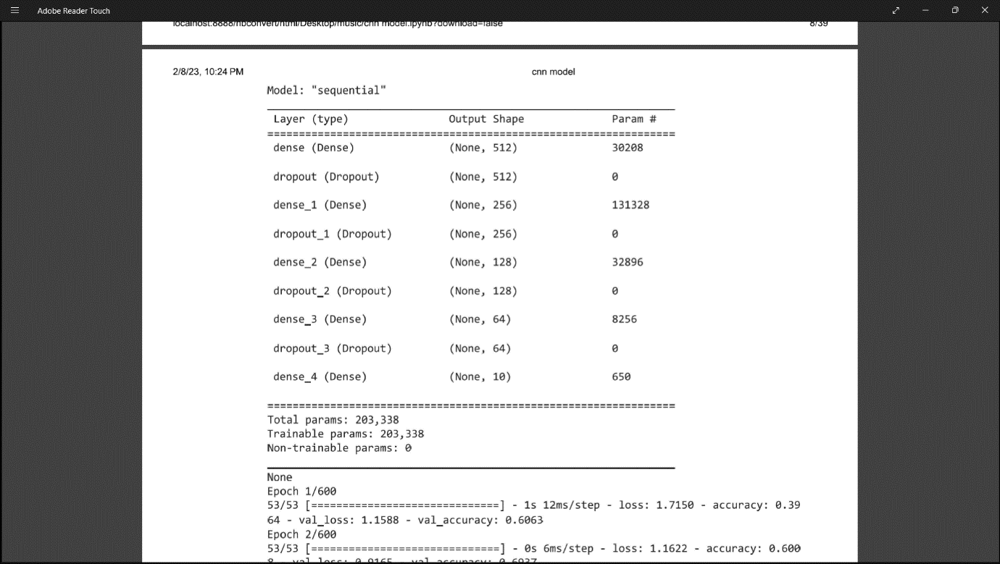 Adobe Reader Touch
localhost:8888/nbconvert/html/Desktop/music/cnn model.ipynb?download=false 8/39
2/8/23, 10:24 PM cnn model
Model: "sequential"
Layer (type) Output Shape Param #
=================================================================
dense (Dense) (None, 512) 30208
dropout (Dropout) (None, 512) 0
dense_1 (Dense) (None, 256) 131328
dropout_1 (Dropout) (None, 256) 0
dense_2 (Dense) (None, 128) 32896
dropout_2 (Dropout) (None, 128) 0
dense_3 (Dense) (None, 64) 8256
dropout_3 (Dropout) (None, 64) 0
dense_4 (Dense) (None, 10) 650
=================================================================
Total params: 203,338
Trainable params: 203,338
Non-trainable params: 0
None
Epoch 1/600
53/53 [==============================] - 1s 12ms/step - loss: 1.7150 - accuracy: 0.39
64 - val_loss: 1.1588 - val_accuracy: 0.6063
Epoch 2/600
53/53 [==============================] - 0s 6ms/step - loss: 1.1622 - accuracy: 0.600
8 - val_loss: 0.9165 - val_accuracy: 0.6937